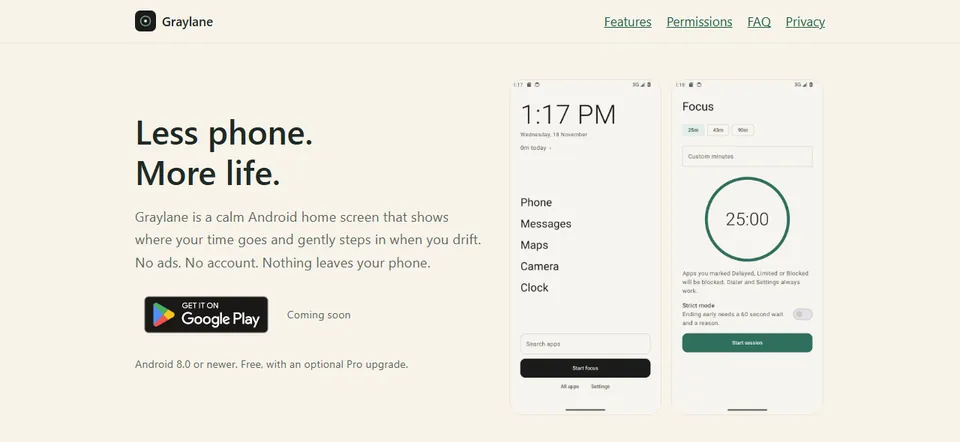 Graylane
Features Permissions FAQ Privacy
Less phone.
More life.
Graylane is a calm Android home screen that shows
where your time goes and gently steps in when you drift.
No ads. No account. Nothing leaves your phone.
GET IT ON
Google Play
Coming soon
Android 8.0 or newer. Free, with an optional Pro upgrade.
1:17 3G
1:17 PM
Wednesday, 18 November
0m today ›
Phone
Messages
Maps
Camera
Clock
Search apps
Start focus
All apps Settings
3G
Focus
25m 45m 90m
Custom minutes
25:00
Apps you marked Delayed, Limited or Blocked
will be blocked. Dialer and Settings always
work.
Strict mode
Ending early needs a 60 second wait
and a reason.
Start session